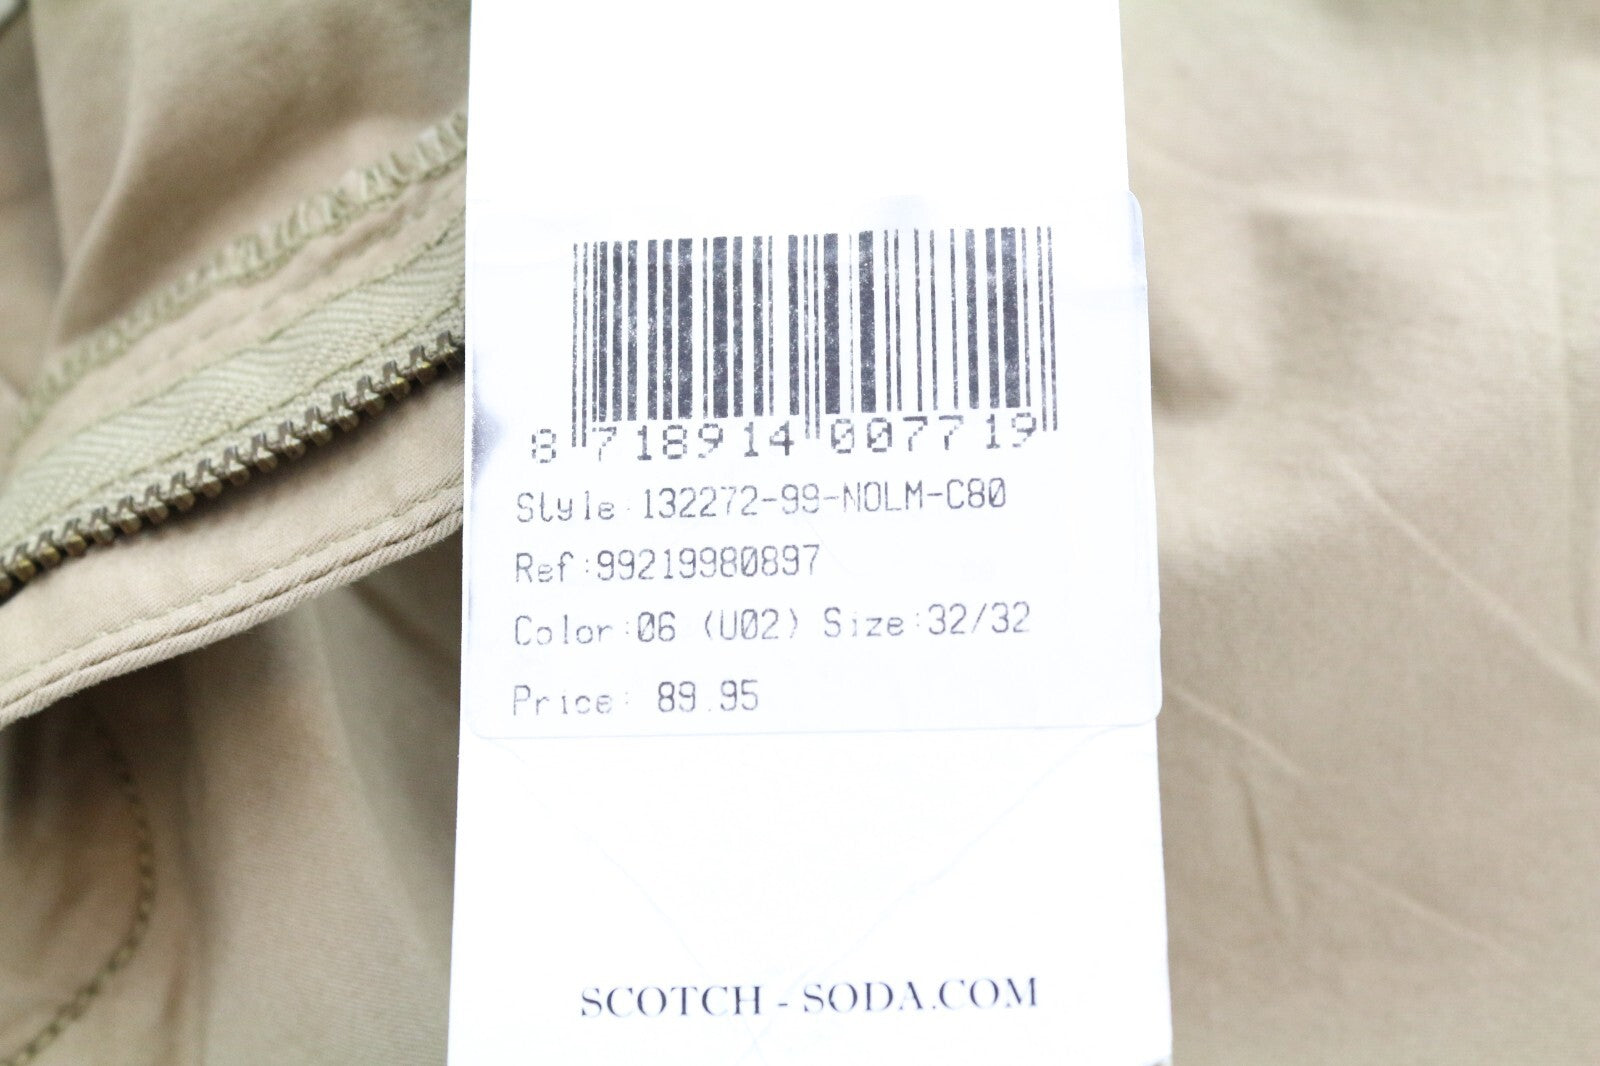 8 718914 007719
Style:132272-99-NOLM-C80
Ref:99219980897
Color:06 (U02) Size:32/32
Price: 89.95
SCOTCH - SODA.COM